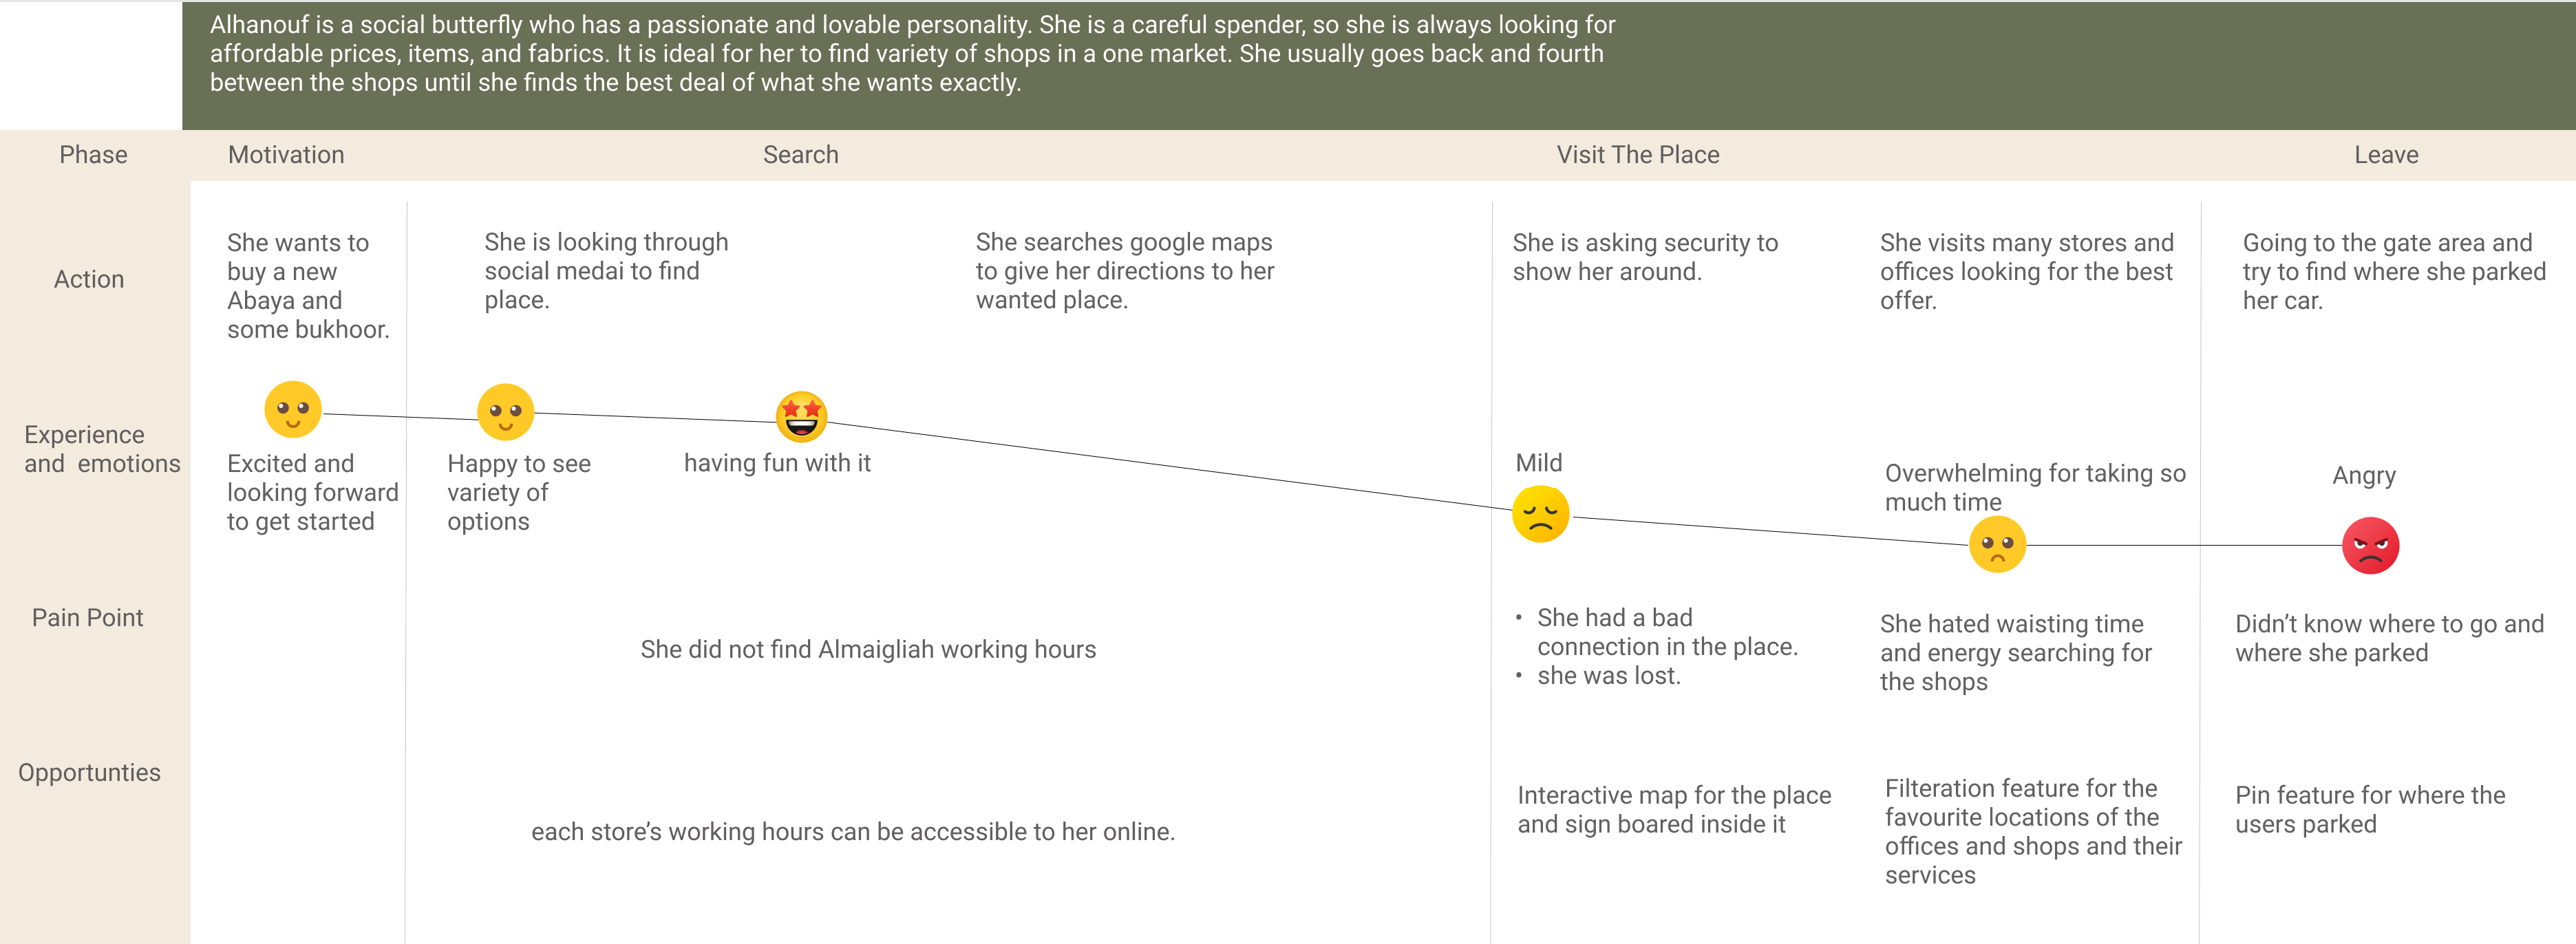 Alhanouf is a social butterfly who has a passionate and lovable personality. She is a careful spender, so she is always looking for
affordable prices, items, and fabrics. It is ideal for her to find variety of shops in a one market. She usually goes back and fourth
between the shops until she finds the best deal of what she wants exactly.
Phase
Motivation
Search
Visit The Place
Leave
Action
She wants to
buy a new
Abaya and
some bukhoor.
She is looking through
social medai to find
place.
She searches google maps
to give her directions to her
wanted place.
She is asking security to
show her around.
She visits many stores and
offices looking for the best
offer.
Going to the gate area and
try to find where she parked
her car.
Experience
and emotions
Excited and
looking forward
to get started
Happy to see
variety of
options
having fun with it
Mild
Overwhelming for taking so
much time
Angry
Pain Point
She did not find Almaigliah working hours
• She had a bad
connection in the place.
• she was lost.
She hated waisting time
and energy searching for
the shops
Didn’t know where to go and
where she parked
Opportunties
each store’s working hours can be accessible to her online.
Interactive map for the place
and sign boared inside it
Filteration feature for the
favourite locations of the
offices and shops and their
services
Pin feature for where the
users parked